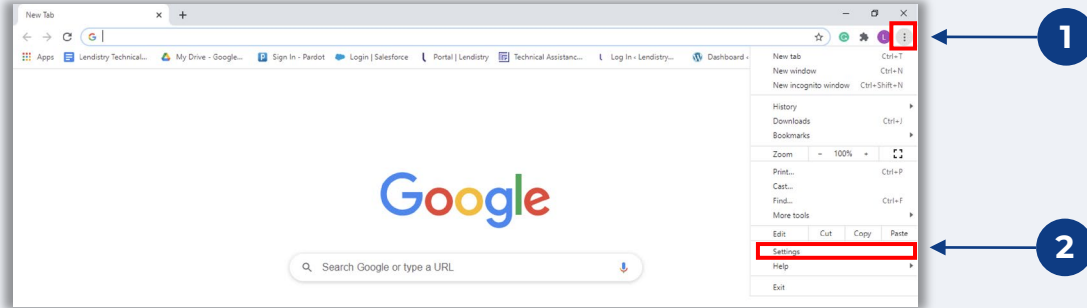 New Tab
G
Apps Lendistry Technical... My Drive - Google... Sign In - Pardot Login | Salesforce Portal | Lendistry Technical Assistanc... Log In ‹ Lendistry... Dashboard ‹
L
1
New tab Ctrl+T
New window Ctrl+N
New incognito window Ctrl+Shift+N
History
Downloads Ctrl+J
Bookmarks
Zoom - 100% +
Print... Ctrl+P
Cast...
Find... Ctrl+F
More tools
Edit Cut Copy Paste
Settings
Help
Exit
2
Google
Search Google or type a URL